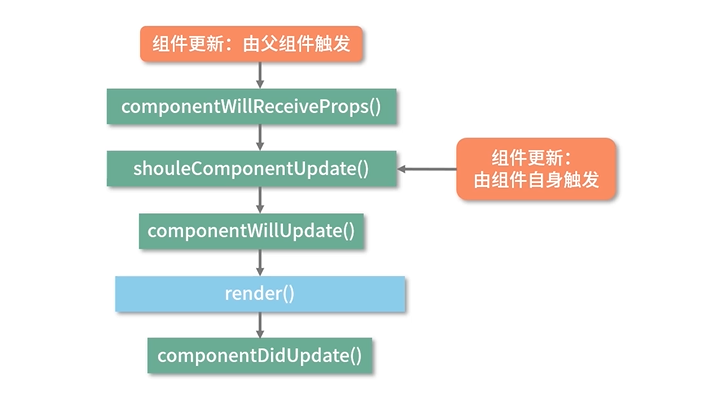 组件更新：由父组件触发
componentWillReceiveProps()
shouleComponentUpdate()
组件更新：
由组件自身触发
componentWillUpdate()
render()
componentDidUpdate()